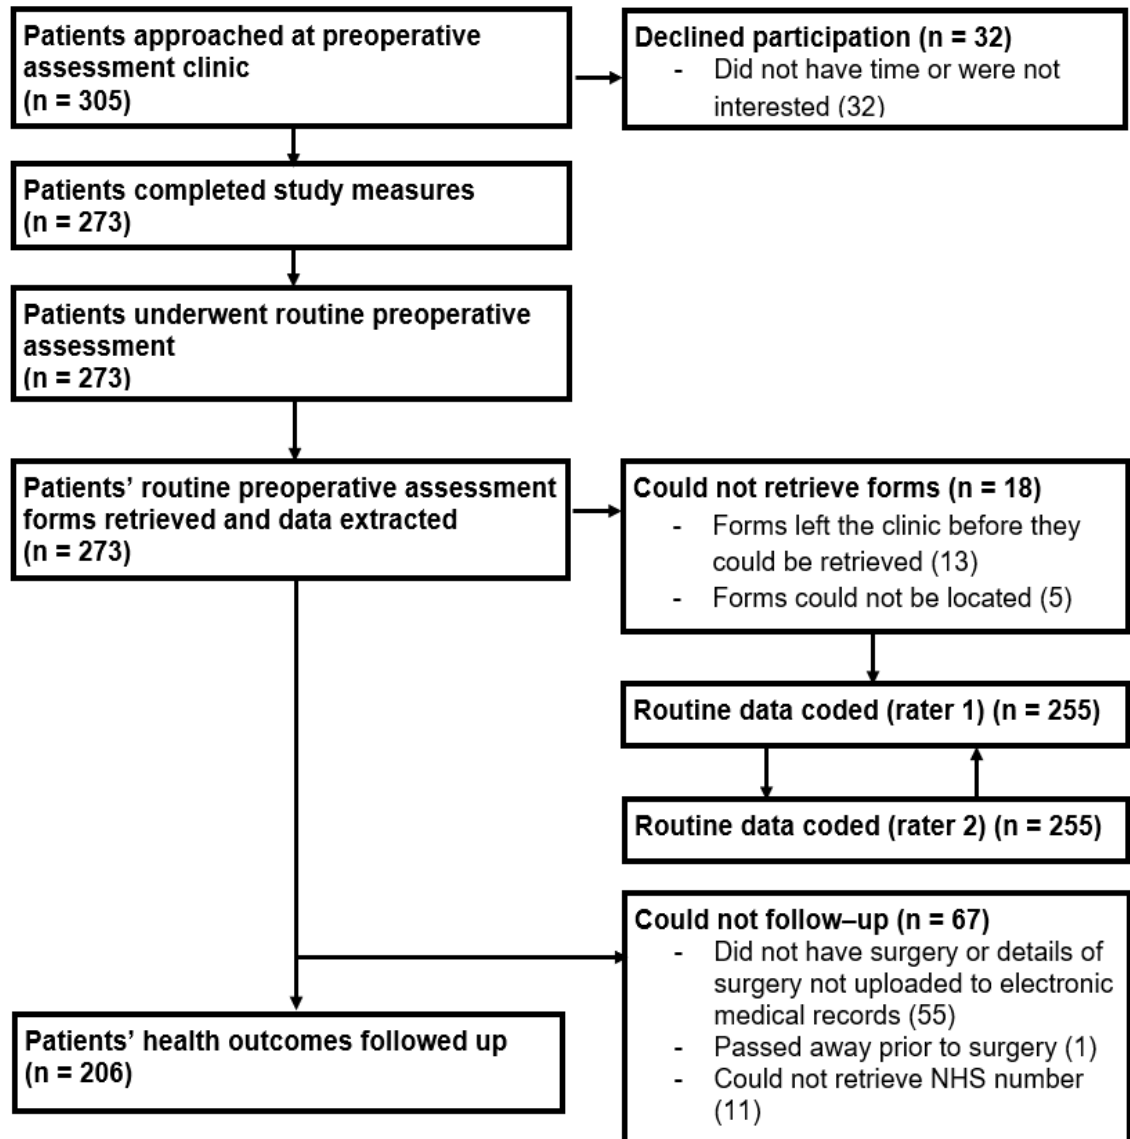 Patients approached at preoperative
assessment clinic
(n = 305)
Declined participation (n = 32)
- Did not have time or were not
interested (32)
Patients completed study measures
(n = 273)
Patients underwent routine preoperative
assessment
(n = 273)
Patients’ routine preoperative assessment
forms retrieved and data extracted
(n = 273)
Could not retrieve forms (n = 18)
- Forms left the clinic before they
could be retrieved (13)
- Forms could not be located (5)
Routine data coded (rater 1) (n = 255)
Routine data coded (rater 2) (n = 255)
Could not follow–up (n = 67)
- Did not have surgery or details of
surgery not uploaded to electronic
medical records (55)
- Passed away prior to surgery (1)
- Could not retrieve NHS number
(11)
Patients’ health outcomes followed up
(n = 206)